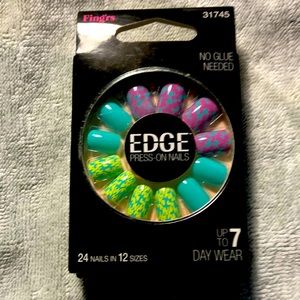 Fing'rs
31745
NO GLUE
NEEDED
EDGE™
PRESS-ON NAILS
UP
TO 7
DAY WEAR
24 NAILS IN 12 SIZES